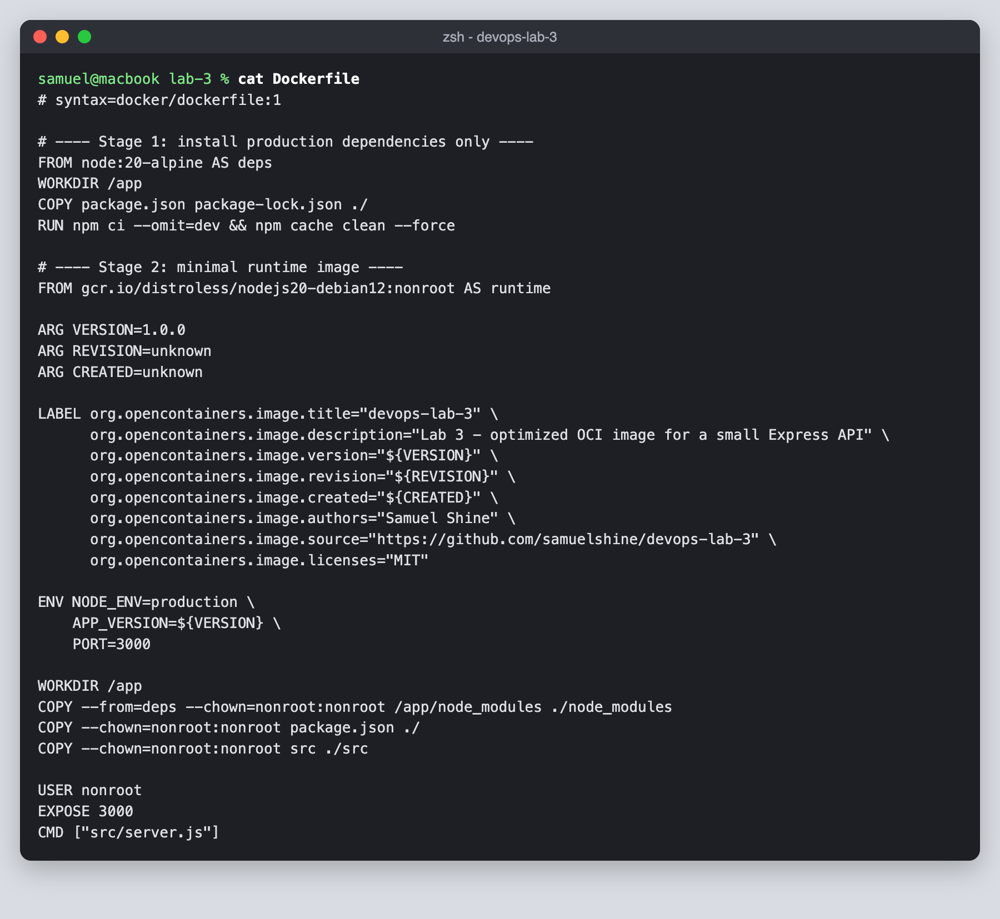 zsh - devops-lab-3
samuel@macbook lab-3 % cat Dockerfile
# syntax=docker/dockerfile:1

# ---- Stage 1: install production dependencies only ----
FROM node:20-alpine AS deps
WORKDIR /app
COPY package.json package-lock.json ./
RUN npm ci --omit=dev && npm cache clean --force

# ---- Stage 2: minimal runtime image ----
FROM gcr.io/distroless/nodejs20-debian12:nonroot AS runtime

ARG VERSION=1.0.0
ARG REVISION=unknown
ARG CREATED=unknown

LABEL org.opencontainers.image.title="devops-lab-3" \
      org.opencontainers.image.description="Lab 3 - optimized OCI image for a small Express API" \
      org.opencontainers.image.version="${VERSION}" \
      org.opencontainers.image.revision="${REVISION}" \
      org.opencontainers.image.created="${CREATED}" \
      org.opencontainers.image.authors="Samuel Shine" \
      org.opencontainers.image.source="https://github.com/samuelshine/devops-lab-3" \
      org.opencontainers.image.licenses="MIT"

ENV NODE_ENV=production \
    APP_VERSION=${VERSION} \
    PORT=3000

WORKDIR /app
COPY --from=deps --chown=nonroot:nonroot /app/node_modules ./node_modules
COPY --chown=nonroot:nonroot package.json ./
COPY --chown=nonroot:nonroot src ./src

USER nonroot
EXPOSE 3000
CMD ["src/server.js"]